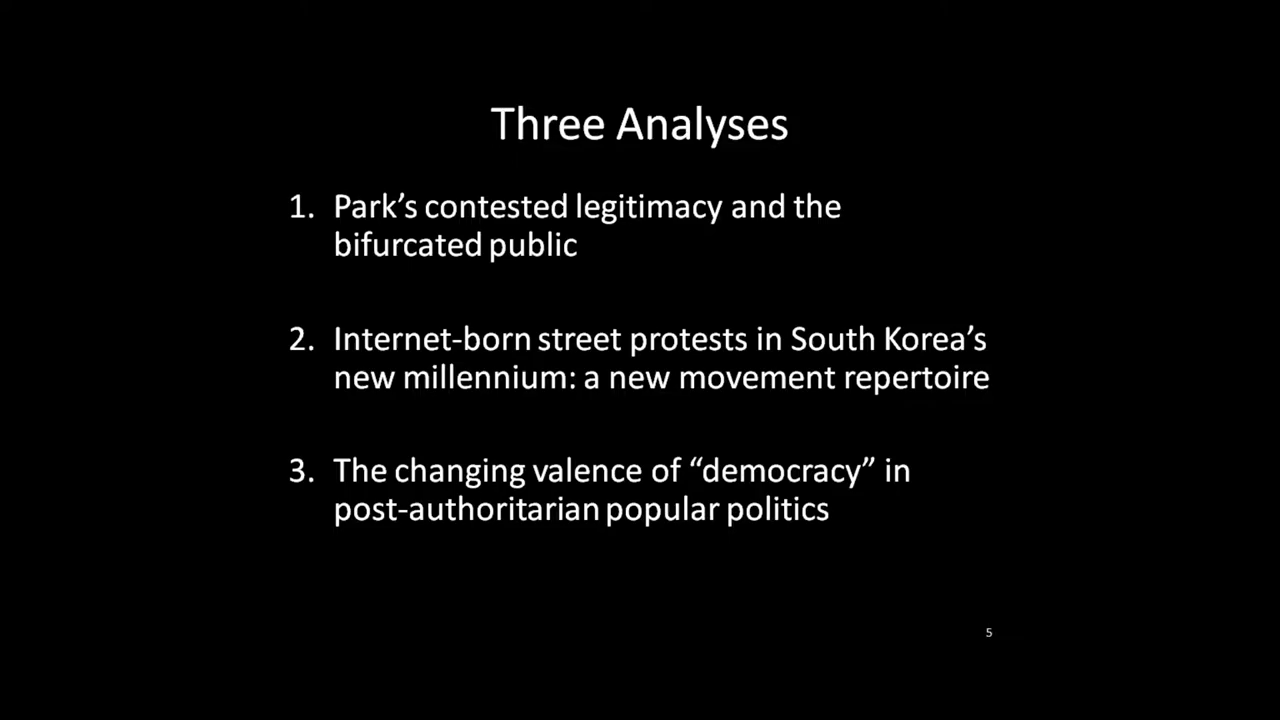 Three Analyses
1. Park’s contested legitimacy and the
bifurcated public
2. Internet-born street protests in South Korea’s
new millennium: a new movement repertoire
3. The changing valence of “democracy” in
post-authoritarian popular politics
5